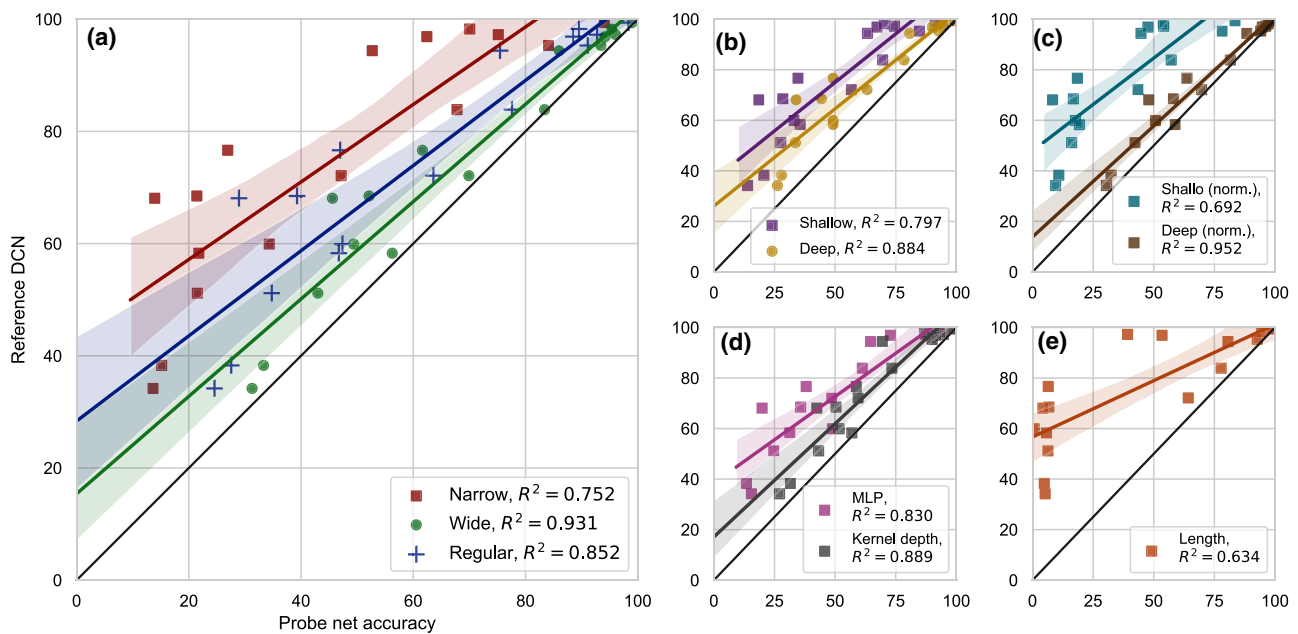 (a)
100
80
60
40
20
0
Reference DCN
0 20 40 60 80 100
Probe net accuracy
Narrow, R² = 0.752
Wide, R² = 0.931
Regular, R² = 0.852
(b)
100
80
60
40
20
0
0 25 50 75 100
Shallow, R² = 0.797
Deep, R² = 0.884
(c)
100
80
60
40
20
0
0 25 50 75 100
Shallo (norm.),
R² = 0.692
Deep (norm.),
R² = 0.952
(d)
100
80
60
40
20
0
0 25 50 75 100
MLP,
R² = 0.830
Kernel depth,
R² = 0.889
(e)
100
80
60
40
20
0
0 25 50 75 100
Length,
R² = 0.634